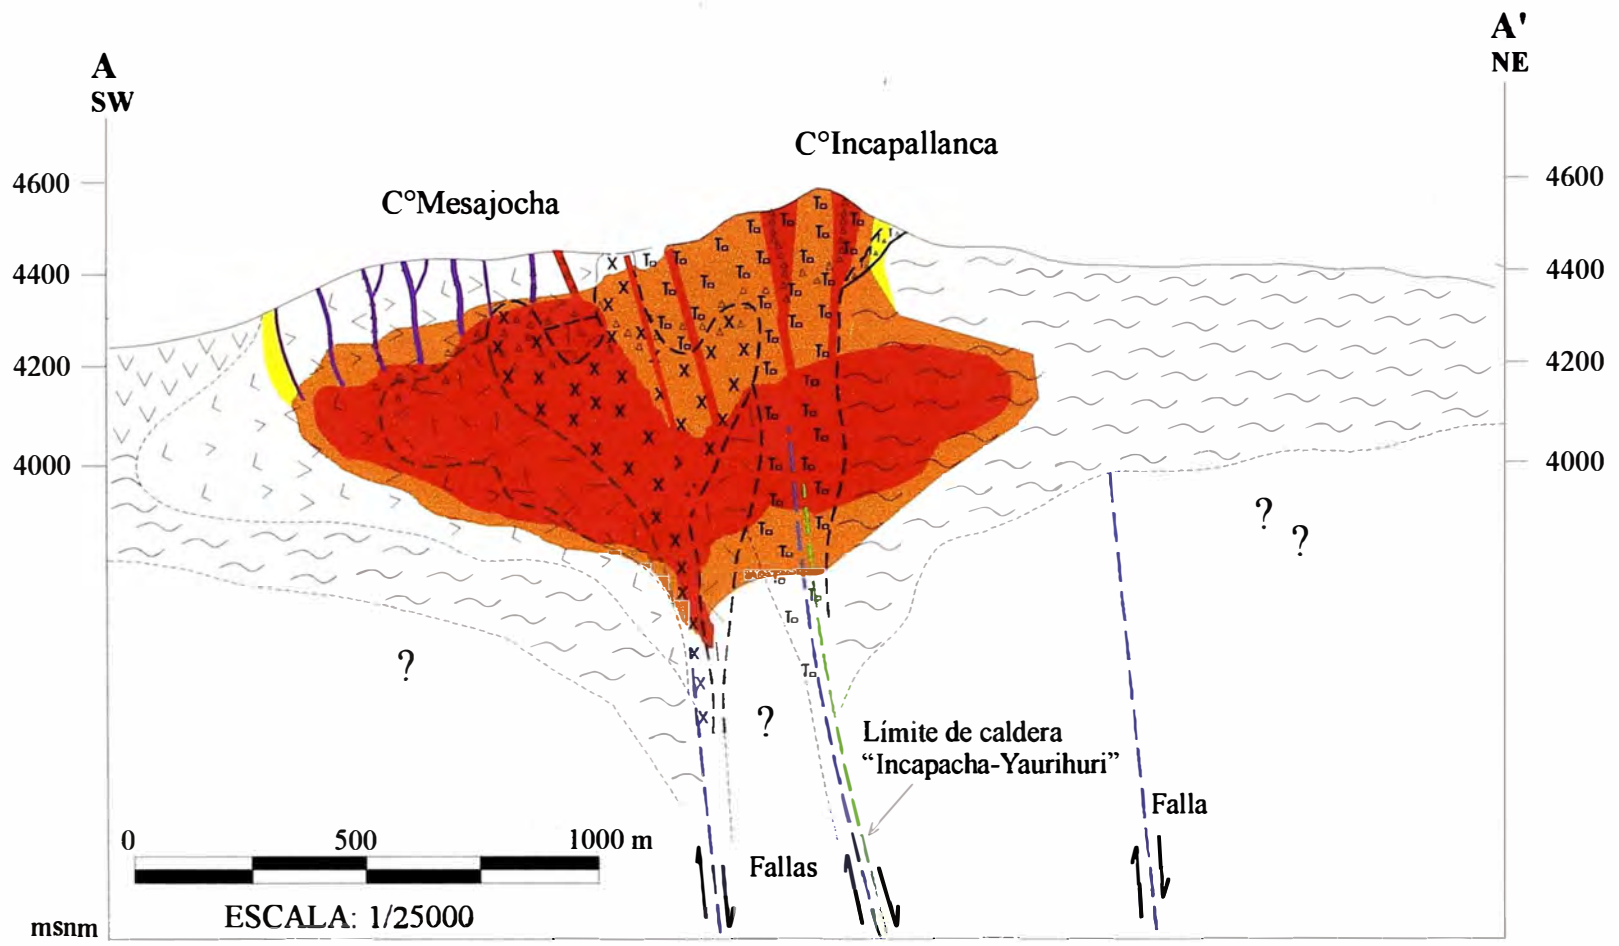 A
SW
A'
NE
C°Incapallanca
C°Mesajocha
4600
4400
4200
4000
4600
4400
4200
4000
?
?
?
?
Límite de caldera
“Incapacha-Yaurihuri”
Falla
Fallas
0 500 1000 m
ESCALA: 1/25000
msnm